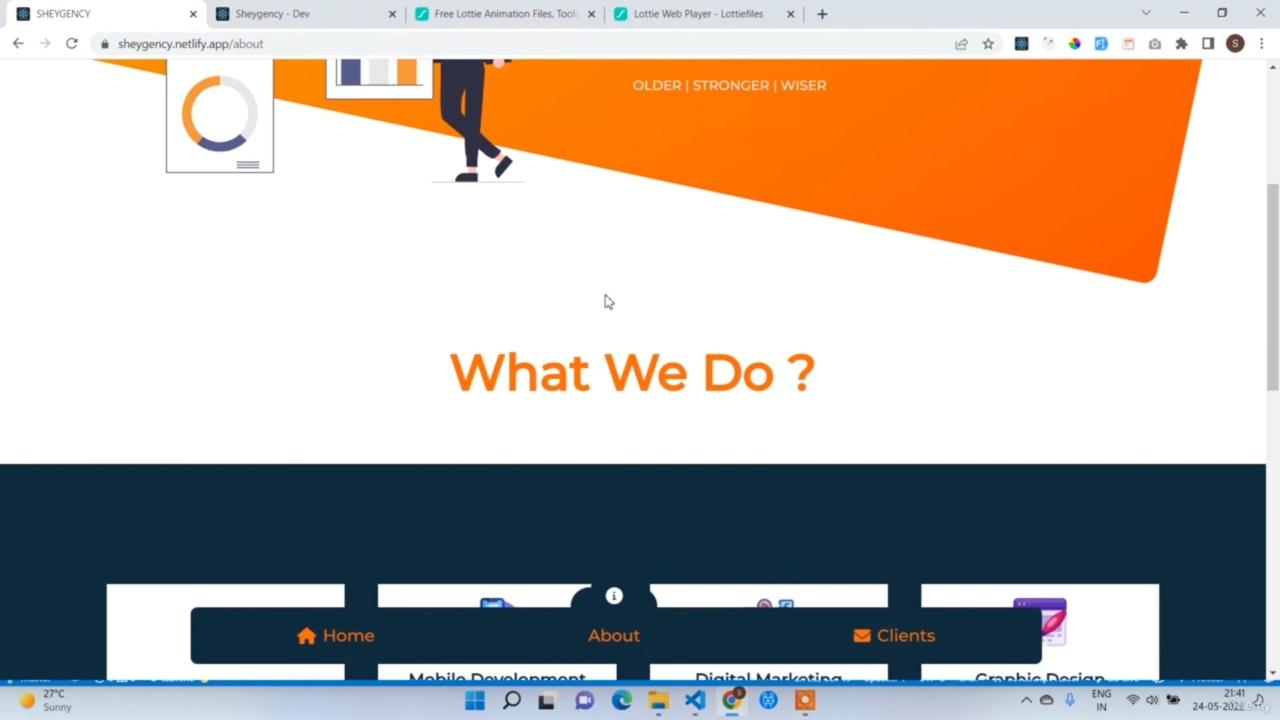 SHEYGENCY
Sheygency - Dev
Free Lottie Animation Files, Tools
Lottie Web Player - Lottiefiles
sheygency.netlify.app/about
S
OLDER | STRONGER | WISER
What We Do ?
Home
About
Clients
Mobile Development
Digital Marketing
Graphic Design
27°C
Sunny
ENG
IN
21:41
24-05-2022